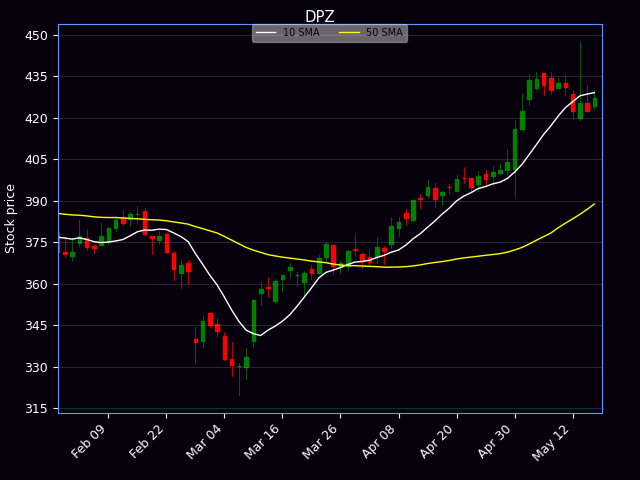 DPZ
10 SMA
50 SMA
Stock price
450
435
420
405
390
375
360
345
330
315
Feb 09
Feb 22
Mar 04
Mar 16
Mar 26
Apr 08
Apr 20
Apr 30
May 12